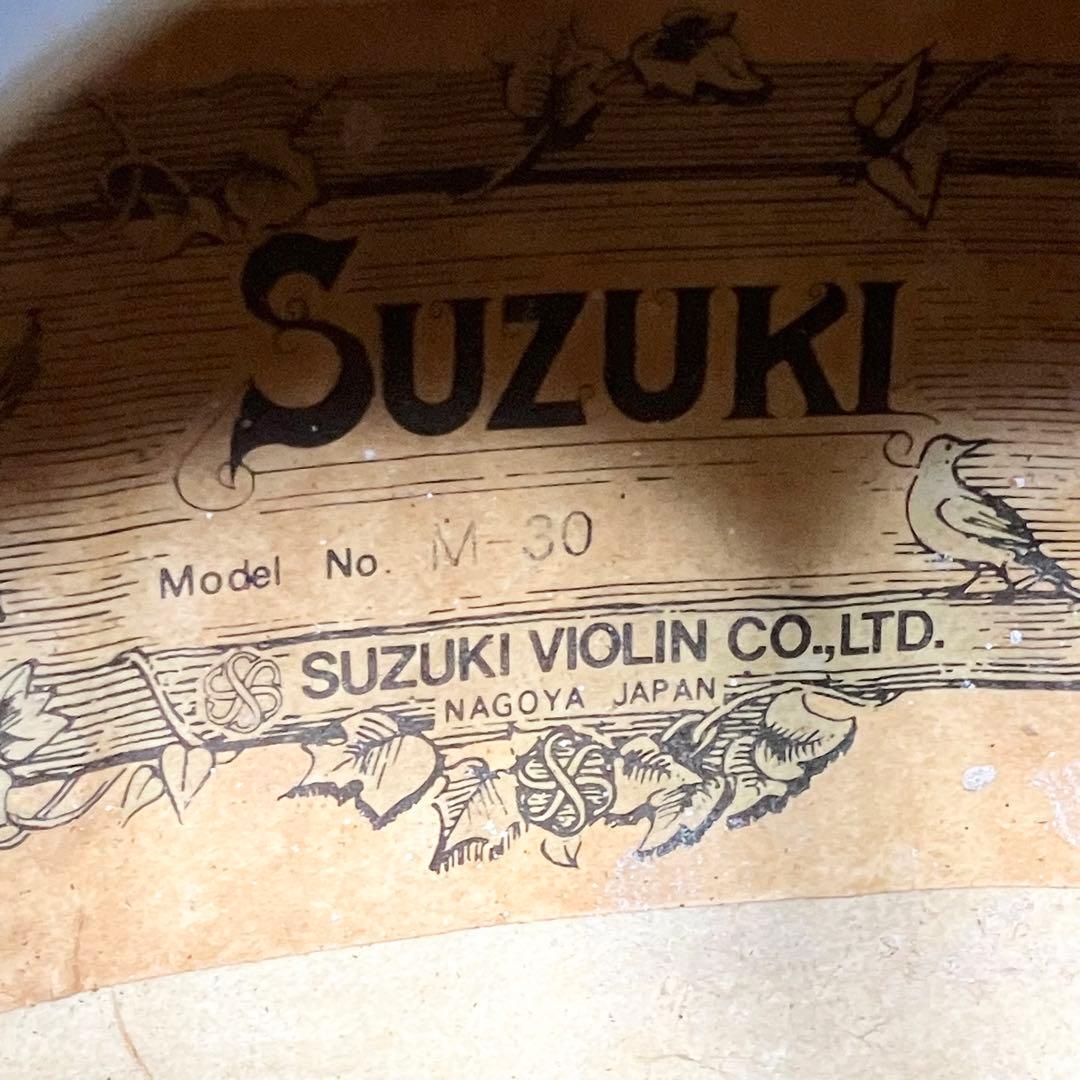 SUZUKI
Model No. M-30
SUZUKI VIOLIN CO.,LTD.
NAGOYA JAPAN